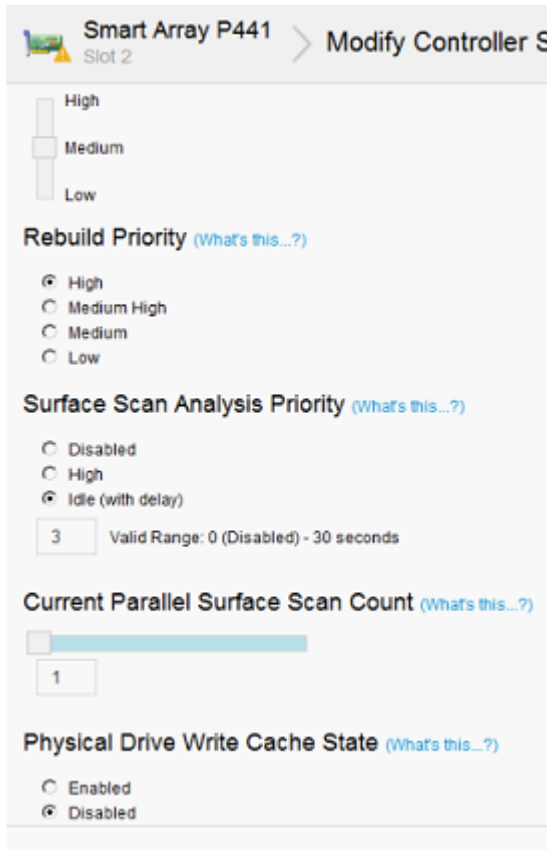 Smart Array P441
Slot 2
Modify Controller S
High
Medium
Low
Rebuild Priority (What's this...?)
High
Medium High
Medium
Low
Surface Scan Analysis Priority (What's this...?)
Disabled
High
Idle (with delay)
3 Valid Range: 0 (Disabled) - 30 seconds
Current Parallel Surface Scan Count (What's this...?)
1
Physical Drive Write Cache State (What's this...?)
Enabled
Disabled